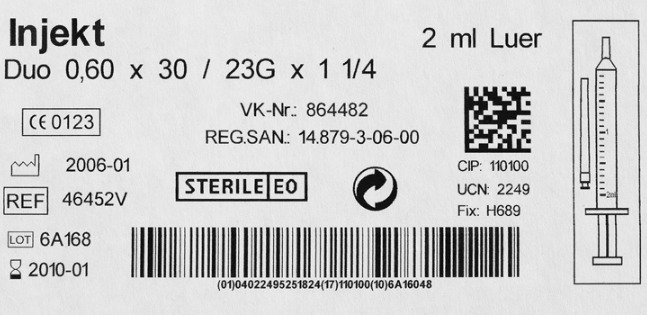 Injekt
2 ml Luer
Duo 0,60 x 30 / 23G x 1 1/4
CE 0123
VK-Nr.: 864482
REG.SAN.: 14.879-3-06-00
2006-01
REF 46452V
STERILE EO
CIP: 110100
UCN: 2249
Fix: H689
LOT 6A168
2010-01
(01)04022495251824(17)110100(10)6A16048
1
2ml